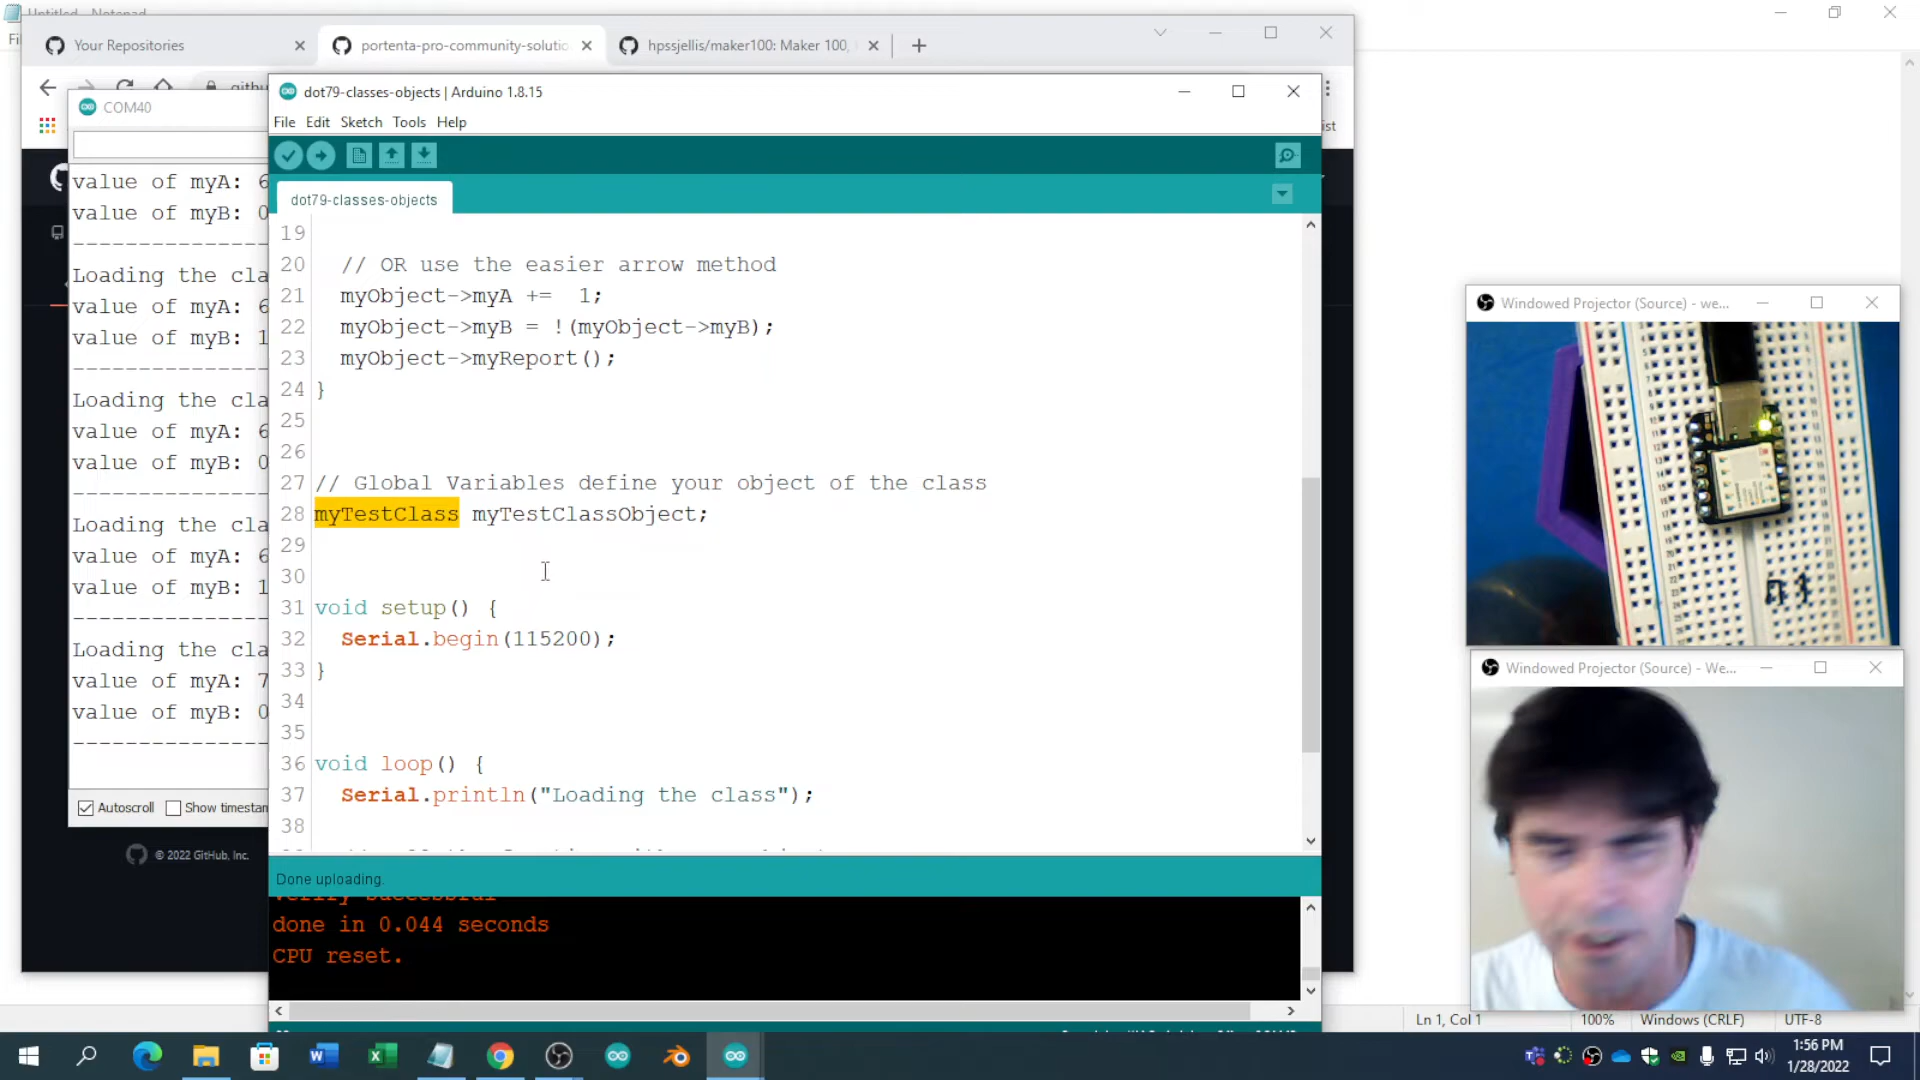 Untitled - Notepad
Your Repositories
portenta-pro-community-solutio
hpssjellis/maker100: Maker 100,
COM40
dot79-classes-objects | Arduino 1.8.15
File Edit Sketch Tools Help
dot79-classes-objects
19
20 // OR use the easier arrow method
21 myObject->myA += 1;
22 myObject->myB = !(myObject->myB);
23 myObject->myReport();
24 }
25
26
27 // Global Variables define your object of the class
28 myTestClass myTestClassObject;
29
30
31 void setup() {
32 Serial.begin(115200);
33 }
34
35
36 void loop() {
37 Serial.println("Loading the class");
38
Done uploading.
Verify successful
done in 0.044 seconds
CPU reset.
value of myA: 6
value of myB: 0
--------------
Loading the cla
value of myA: 6
value of myB: 1
--------------
Loading the cla
value of myA: 6
value of myB: 0
--------------
Loading the cla
value of myA: 6
value of myB: 1
--------------
Loading the cla
value of myA: 7
value of myB: 0
--------------
Autoscroll Show timestam
© 2022 GitHub, Inc.
Windowed Projector (Source) - we...
Windowed Projector (Source) - We...
Ln 1, Col 1
100%
Windows (CRLF)
UTF-8
1:56 PM
1/28/2022